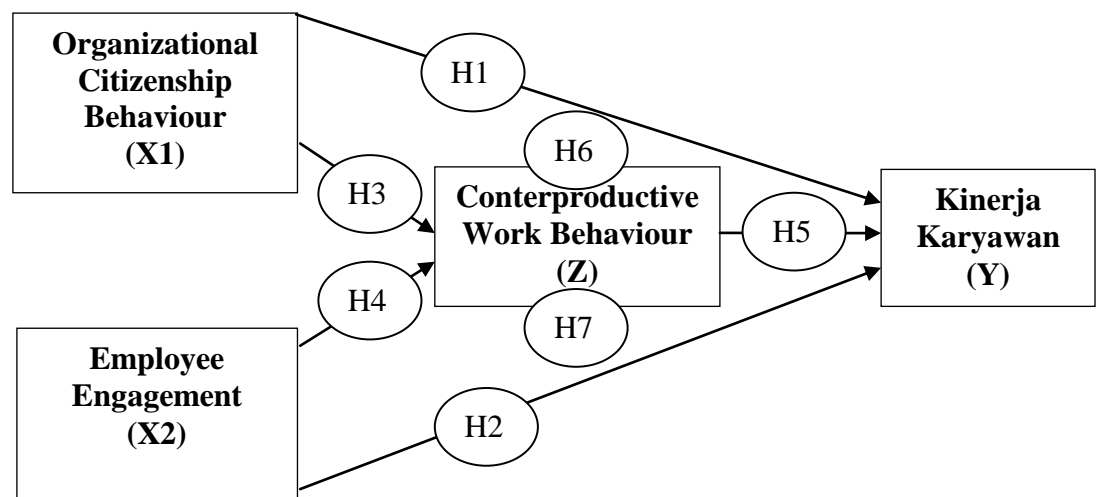 Organizational
Citizenship
Behaviour
(X1)
H1
H6
H3
Conterproductive
Work Behaviour
(Z)
H5
Kinerja
Karyawan
(Y)
H4
H7
Employee
Engagement
(X2)
H2